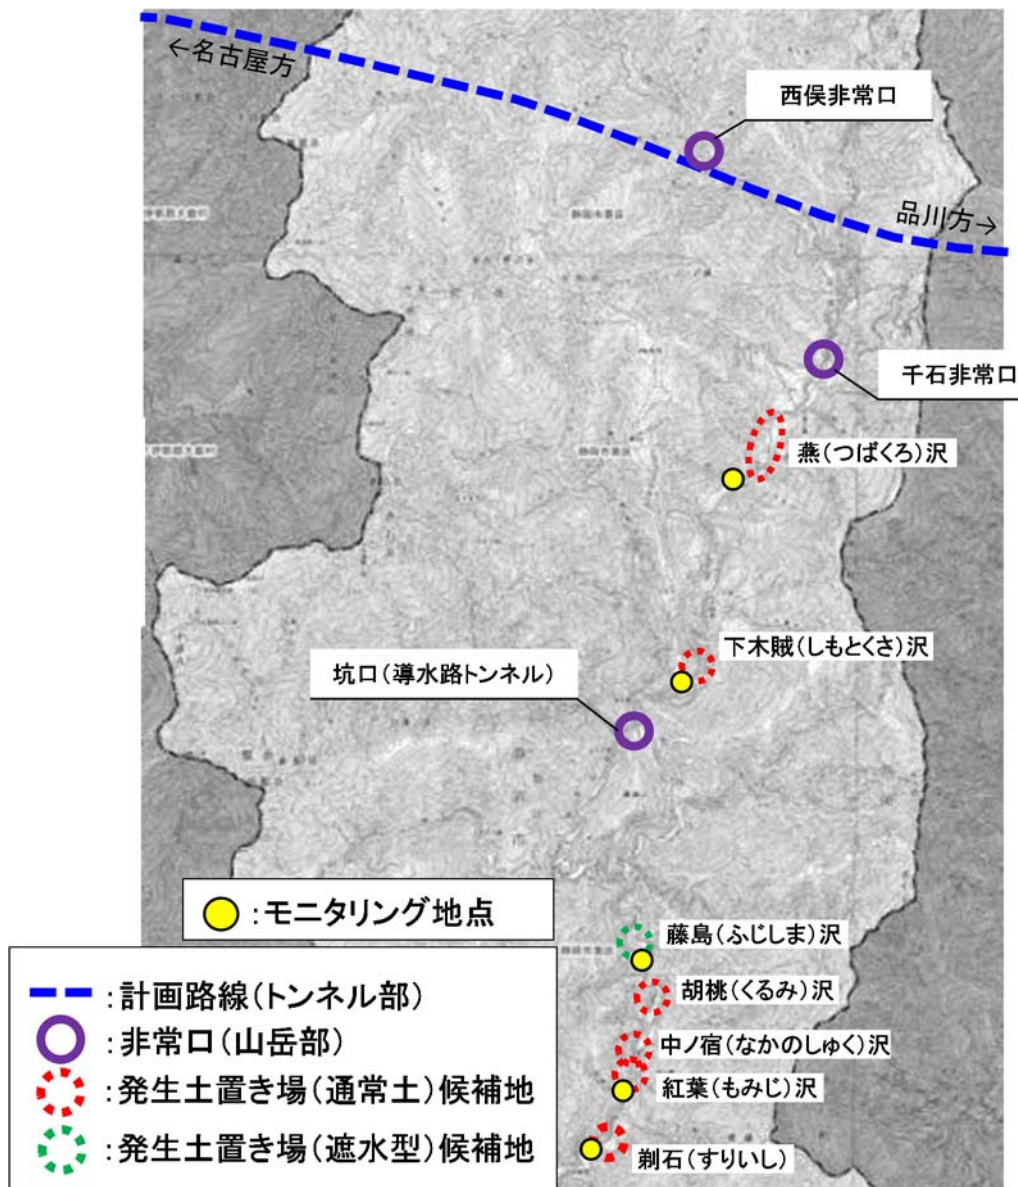 ←名古屋方
西俣非常口
品川方→
千石非常口
燕(つばくろ)沢
下木賊(しもとくさ)沢
坑口(導水路トンネル)
:モニタリング地点
藤島(ふじしま)沢
胡桃(くるみ)沢
中ノ宿(なかのしゅく)沢
紅葉(もみじ)沢
剃石(すりいし)
:計画路線(トンネル部)
:非常口(山岳部)
:発生土置き場(通常土)候補地
:発生土置き場(遮水型)候補地